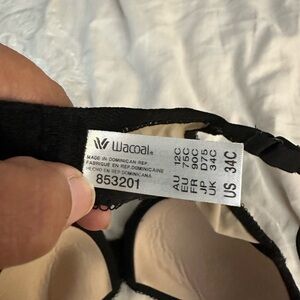 Wacoal®
MADE IN DOMINICAN REP.
FABRIQUÉ EN REP. DOMINICAINE
HECHO EN REP. DOMINICANA
853201
AU 12C
EU 75C
FR 90C
JP D75
UK 34C
US 34C